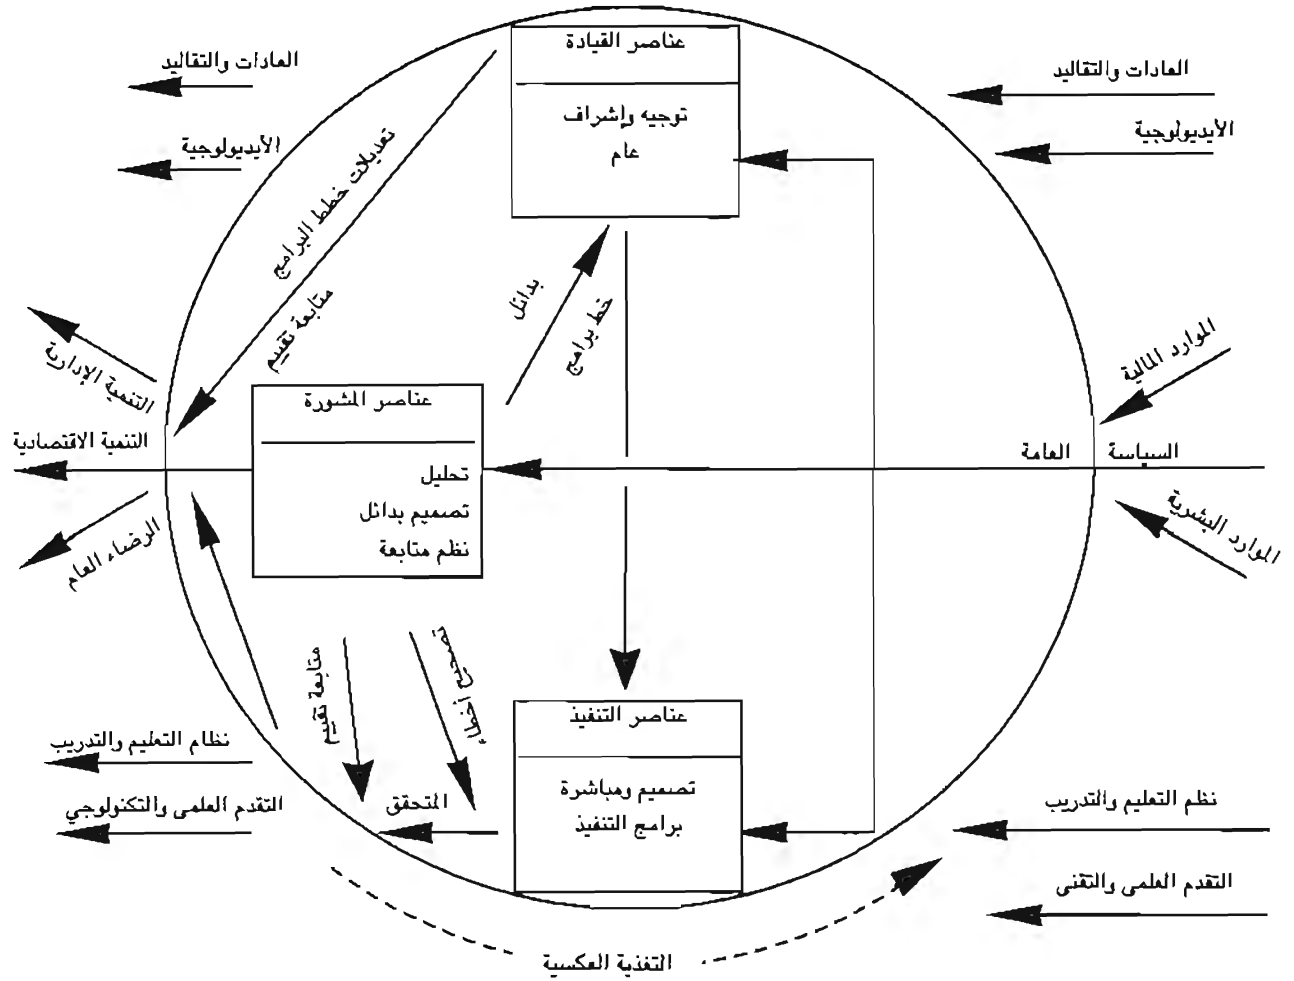 عناصر القيادة
توجيه وإشراف
عام
العادات والتقاليد
الأيديولوجية
العادات والتقاليد
الأيديولوجية
تعديلات خطط البرامج
متابعة تقييم
بدائل
خط برامج
الموارد المالية
السياسة
العامة
الموارد البشرية
عناصر المشورة
تحليل
تصميم بدائل
نظم متابعة
التنمية الإدارية
التنمية الاقتصادية
الرضاء العام
متابعة تقييم
تصحيح أخطاء
عناصر التنفيذ
تصميم ومباشرة
برامج التنفيذ
المتحقق
نظم التعليم والتدريب
التقدم العلمى والتقنى
نظام التعليم والتدريب
التقدم العلمى والتكنولوجي
التغذية العكسية